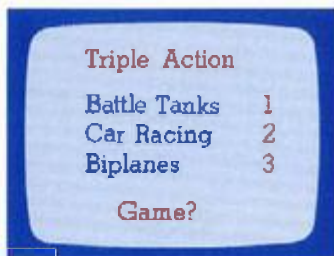 Triple Action
Battle Tanks 1
Car Racing 2
Biplanes 3
Game?